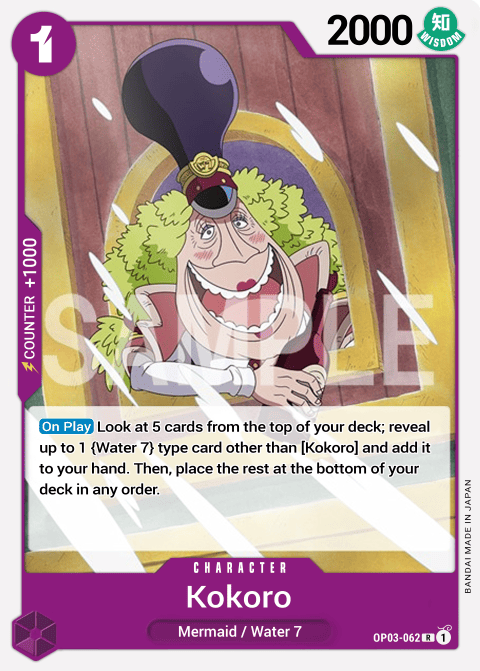 1
2000
知
WISDOM
COUNTER +1000
SAMPLE
On Play Look at 5 cards from the top of your deck; reveal
up to 1 {Water 7} type card other than [Kokoro] and add it
to your hand. Then, place the rest at the bottom of your
deck in any order.
BANDAI MADE IN JAPAN
CHARACTER
Kokoro
Mermaid / Water 7
OP03-062 R 1